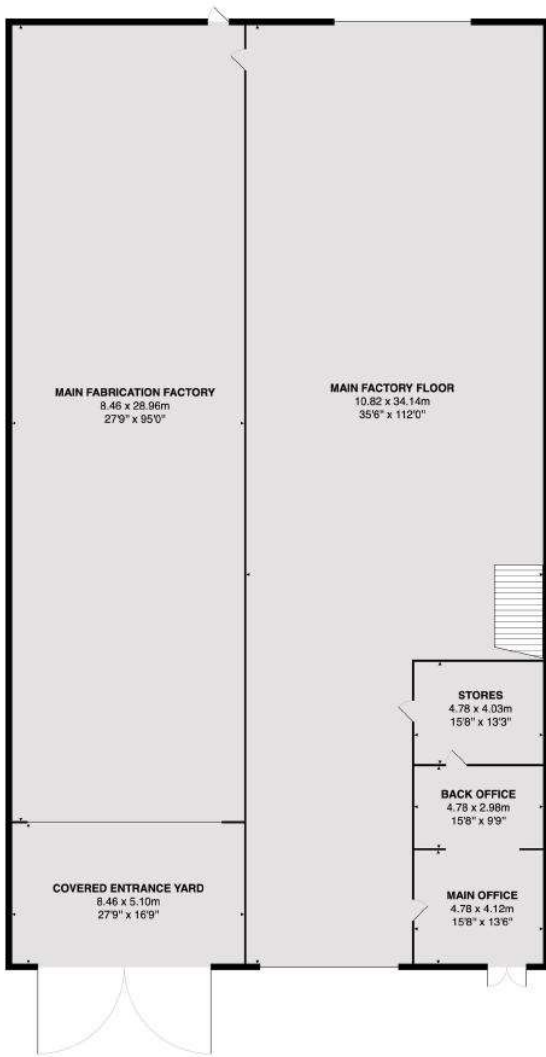 MAIN FABRICATION FACTORY
8.46 x 28.96m
27'9" x 95'0"
MAIN FACTORY FLOOR
10.82 x 34.14m
35'6" x 112'0"
STORES
4.78 x 4.03m
15'8" x 13'3"
BACK OFFICE
4.78 x 2.98m
15'8" x 9'9"
COVERED ENTRANCE YARD
8.46 x 5.10m
27'9" x 16'9"
MAIN OFFICE
4.78 x 4.12m
15'8" x 13'6"